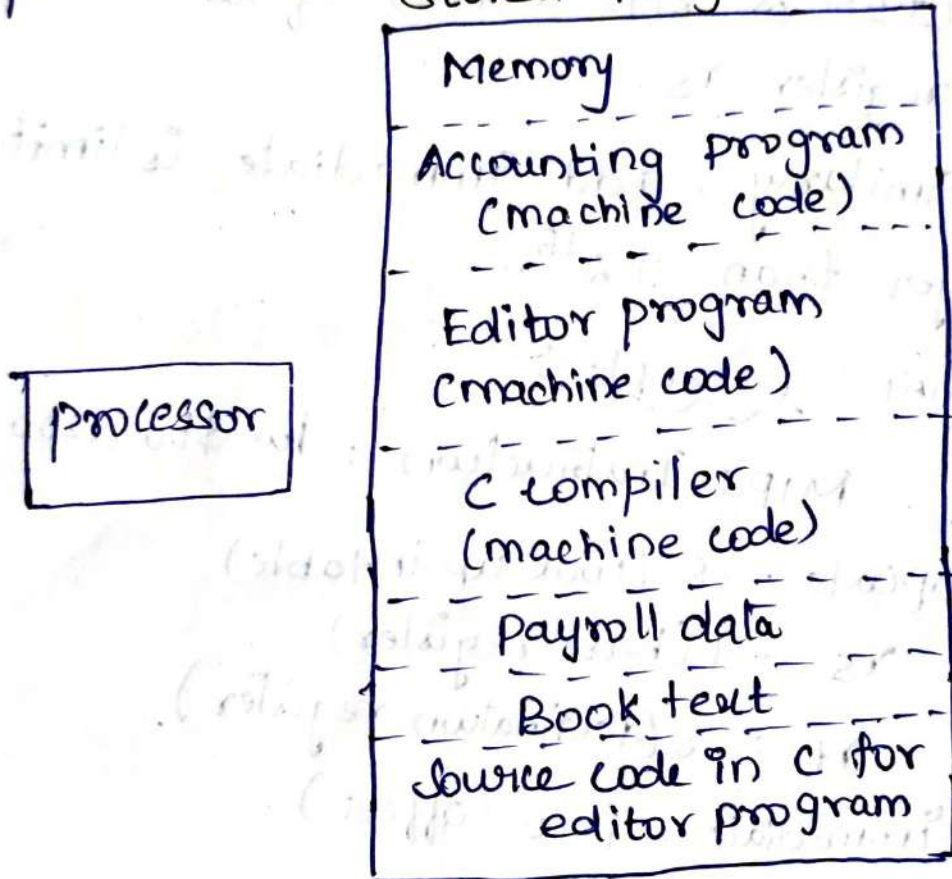 Memory
Accounting program
(machine code)
Editor program
(machine code)
processor
C compiler
(machine code)
payroll data
Book text
Source code in C for
editor program